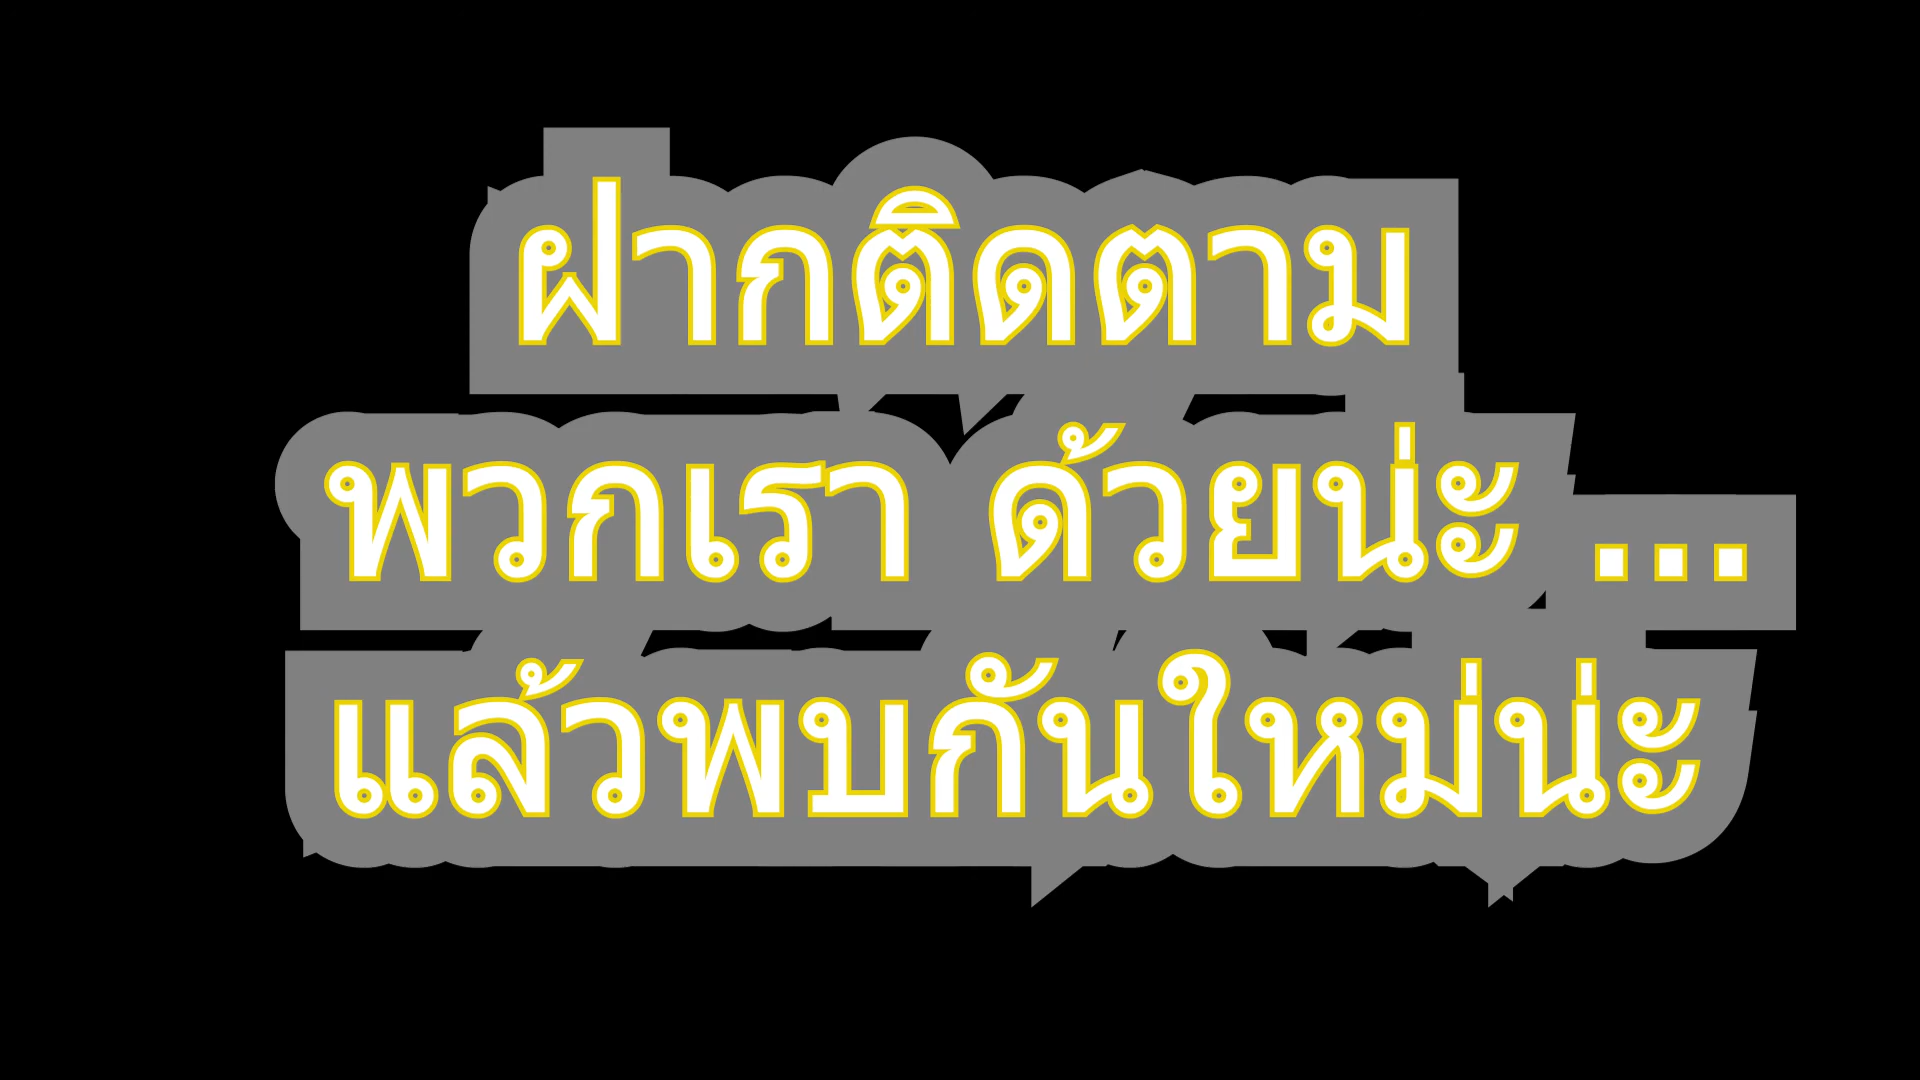 ฝากติดตาม
พวกเรา ด้วยน่ะ ...
แล้วพบกันใหม่น่ะ